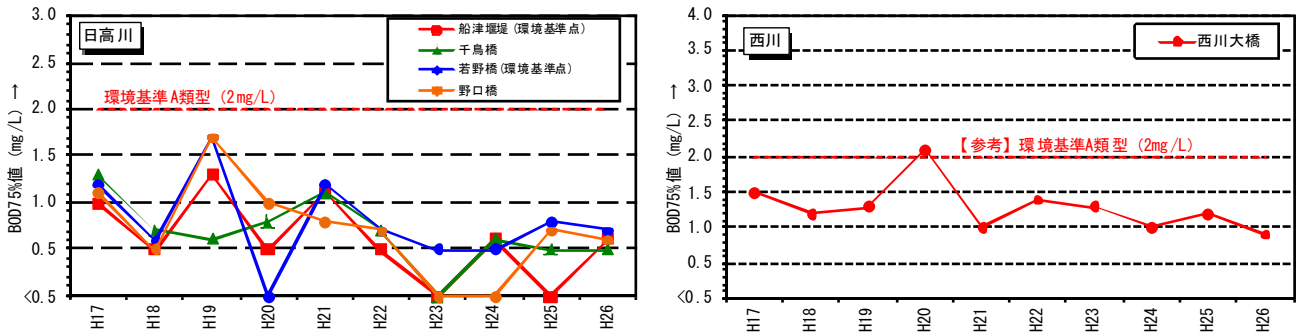 日高川
船津堰堤(環境基準点)
千鳥橋
若野橋(環境基準点)
野口橋
環境基準A類型 (2mg/L)
BOD75%値 (mg/L) →
3.0
2.5
2.0
1.5
1.0
0.5
<0.5
H17
H18
H19
H20
H21
H22
H23
H24
H25
H26
西川
西川大橋
【参考】環境基準A類型 (2mg/L)
BOD75%値 (mg/L) →
4.0
3.5
3.0
2.5
2.0
1.5
1.0
0.5
<0.5
H17
H18
H19
H20
H21
H22
H23
H24
H25
H26